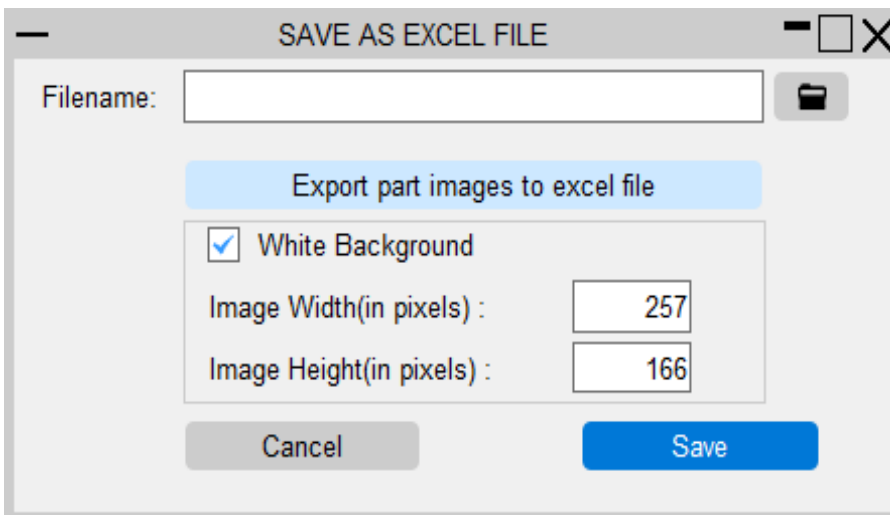 SAVE AS EXCEL FILE
Filename:
Export part images to excel file
White Background
Image Width(in pixels) : 257
Image Height(in pixels) : 166
Cancel Save